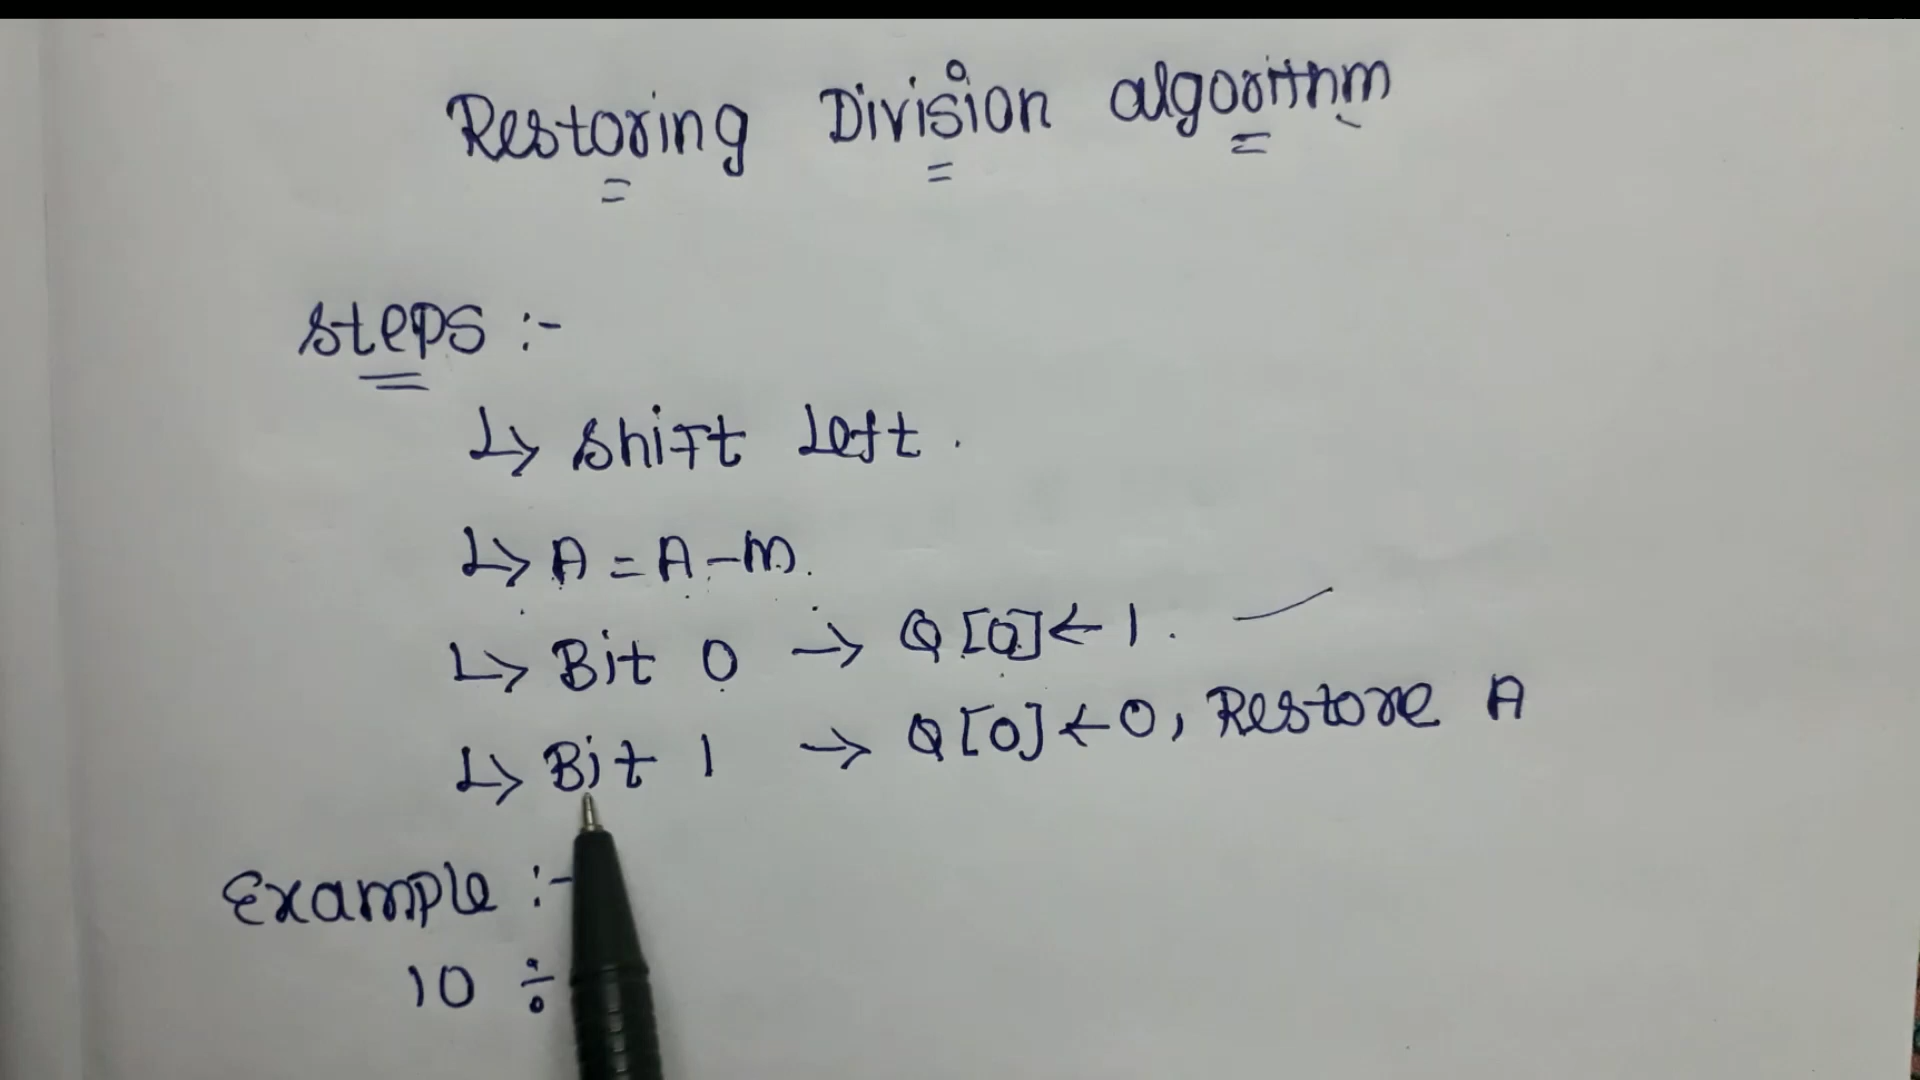 Restoring Division algorithm
Steps :-
↳ Shift Left.
↳ A = A - M.
↳ Bit 0 → Q[0] ← 1.
↳ Bit 1 → Q[0] ← 0, Restore A
Example :-
10 ÷